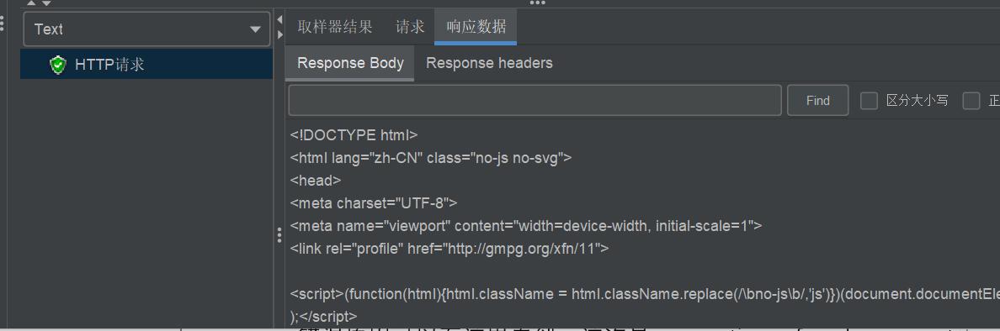 Text
HTTP请求
取样器结果 请求 响应数据
Response Body Response headers
Find 区分大小写 正
<!DOCTYPE html>
<html lang="zh-CN" class="no-js no-svg">
<head>
<meta charset="UTF-8">
<meta name="viewport" content="width=device-width, initial-scale=1">
<link rel="profile" href="http://gmpg.org/xfn/11">
<script>(function(html){html.className = html.className.replace(/\bno-js\b/,'js')})(document.documentEle
);</script>